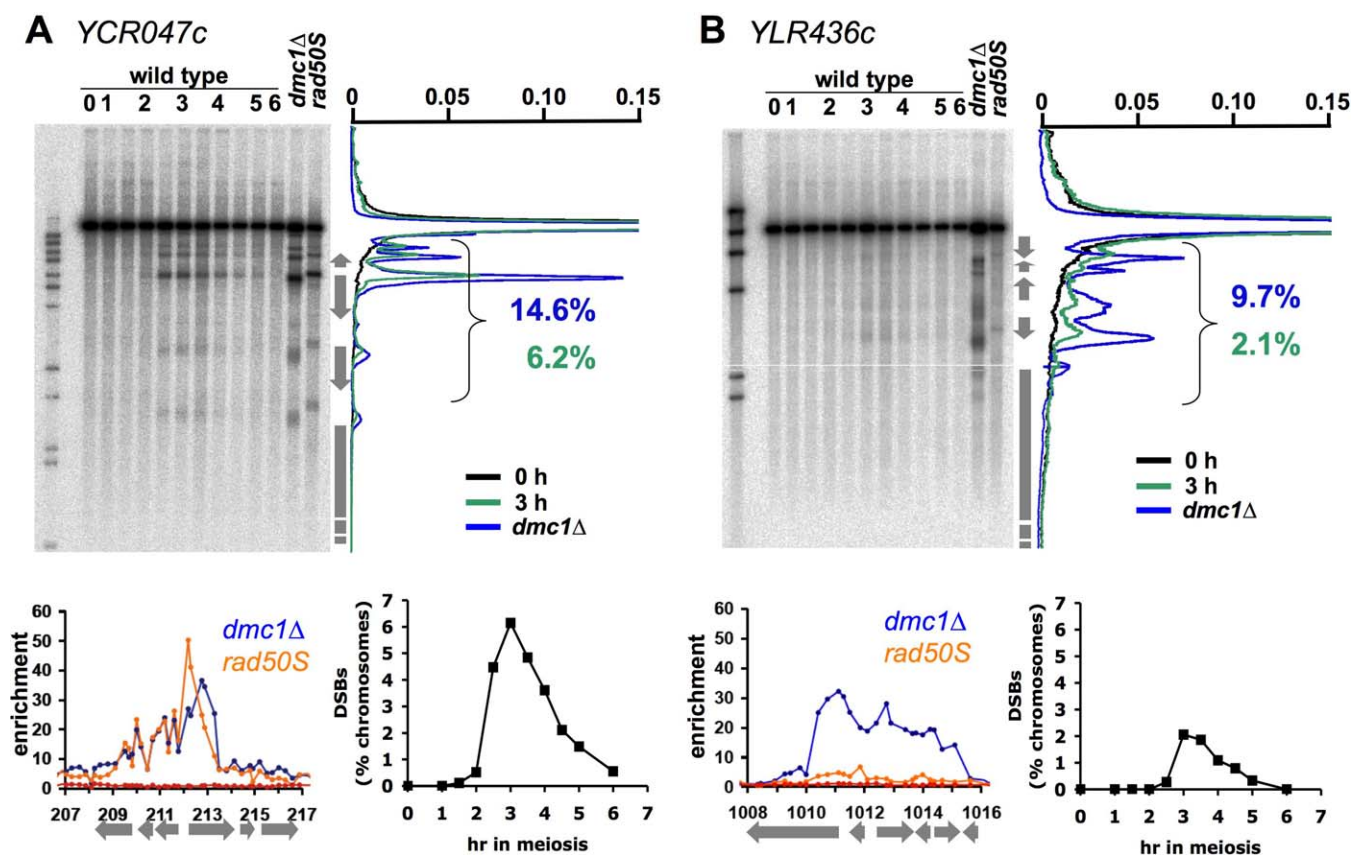 A YCR047c
wild type
0 1 2 3 4 5 6 dmc1Δ rad50S
0 0.05 0.10 0.15
14.6%
6.2%
0 h
3 h
dmc1Δ
enrichment
60
50
40
30
20
10
0
dmc1Δ
rad50S
207 209 211 213 215 217
DSBs
(% chromosomes)
7
6
5
4
3
2
1
0
0 1 2 3 4 5 6 7
hr in meiosis
B YLR436c
wild type
0 1 2 3 4 5 6 dmc1Δ rad50S
0 0.05 0.10 0.15
9.7%
2.1%
0 h
3 h
dmc1Δ
enrichment
60
50
40
30
20
10
0
dmc1Δ
rad50S
1008 1010 1012 1014 1016
DSBs
(% chromosomes)
7
6
5
4
3
2
1
0
0 1 2 3 4 5 6 7
hr in meiosis